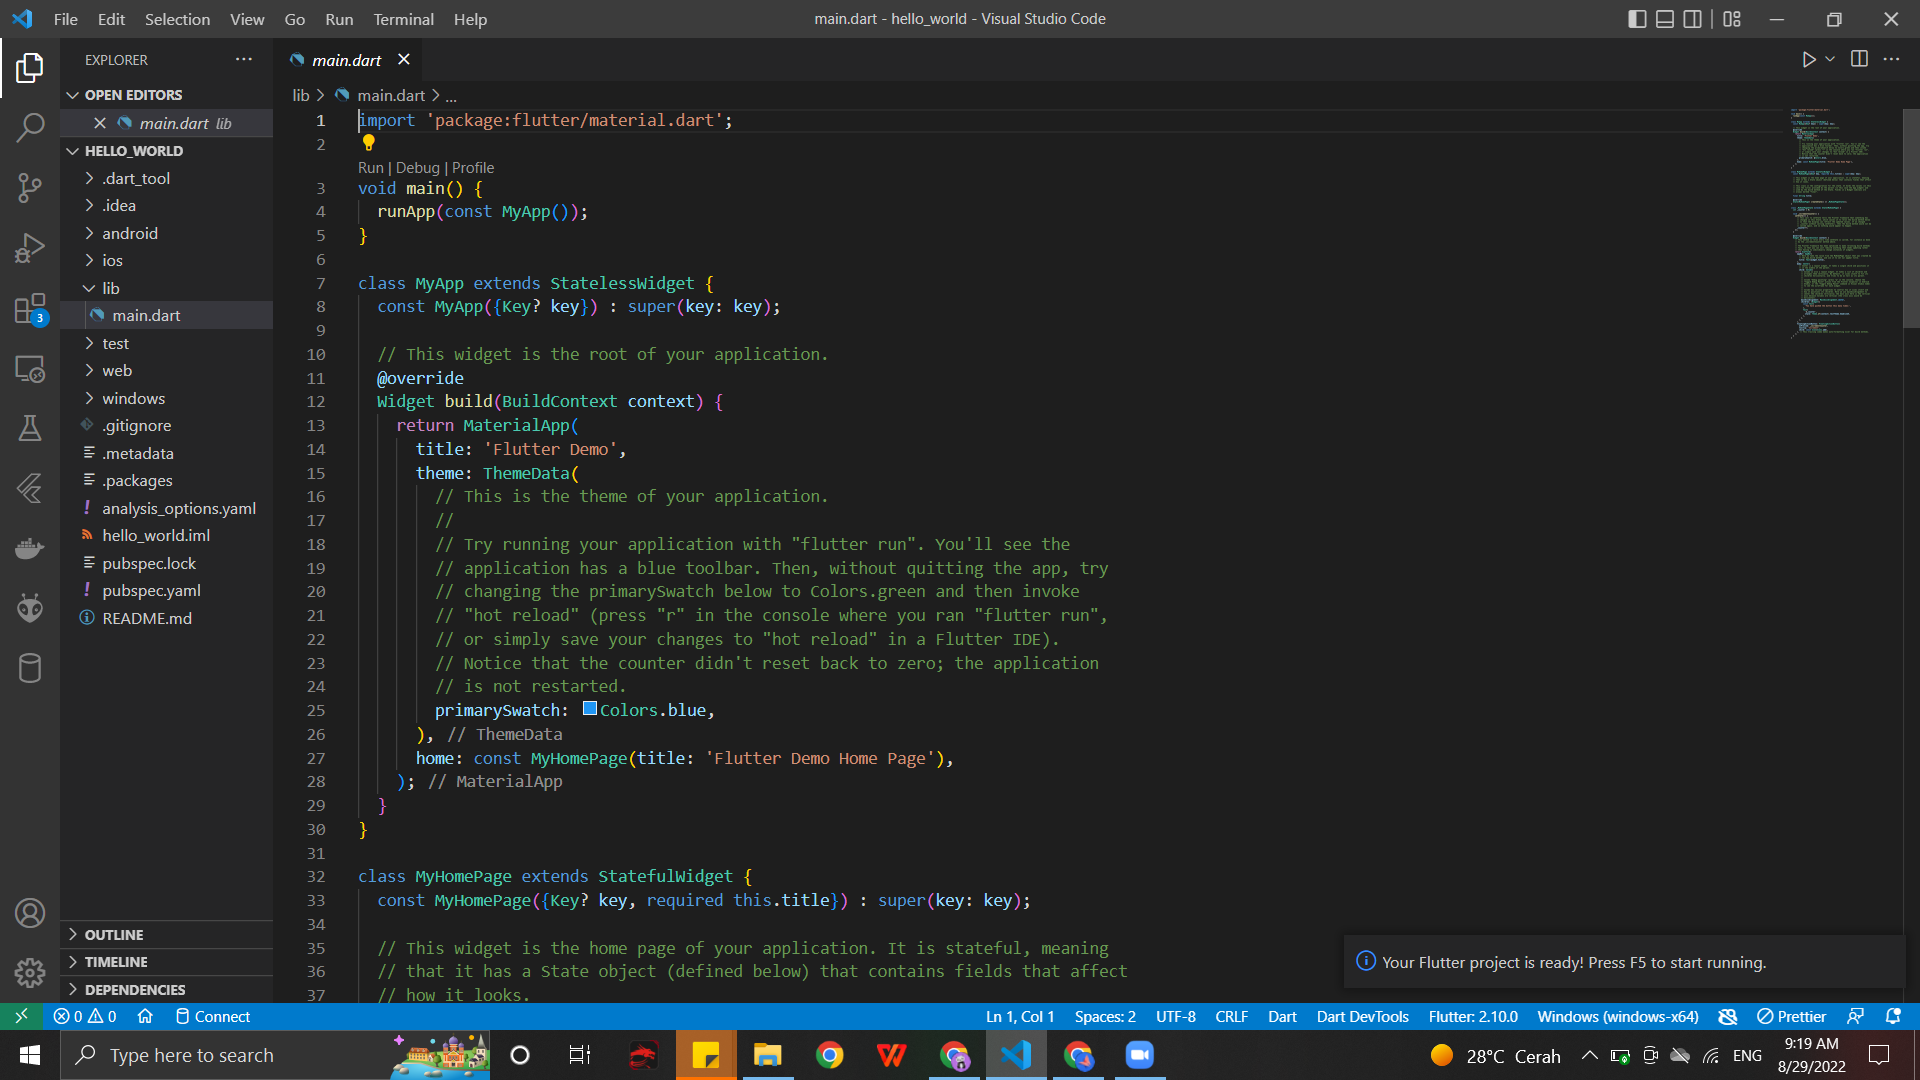 File Edit Selection View Go Run Terminal Help
main.dart - hello_world - Visual Studio Code
EXPLORER
OPEN EDITORS
main.dart lib
HELLO_WORLD
.dart_tool
.idea
android
ios
lib
main.dart
test
web
windows
.gitignore
.metadata
.packages
analysis_options.yaml
hello_world.iml
pubspec.lock
pubspec.yaml
README.md
OUTLINE
TIMELINE
DEPENDENCIES
3
main.dart
lib > main.dart > ...
1 import 'package:flutter/material.dart';
2
Run | Debug | Profile
3 void main() {
4 runApp(const MyApp());
5 }
6
7 class MyApp extends StatelessWidget {
8 const MyApp({Key? key}) : super(key: key);
9
10 // This widget is the root of your application.
11 @override
12 Widget build(BuildContext context) {
13 return MaterialApp(
14 title: 'Flutter Demo',
15 theme: ThemeData(
16 // This is the theme of your application.
17 //
18 // Try running your application with "flutter run". You'll see the
19 // application has a blue toolbar. Then, without quitting the app, try
20 // changing the primarySwatch below to Colors.green and then invoke
21 // "hot reload" (press "r" in the console where you ran "flutter run",
22 // or simply save your changes to "hot reload" in a Flutter IDE).
23 // Notice that the counter didn't reset back to zero; the application
24 // is not restarted.
25 primarySwatch: Colors.blue,
26 ), // ThemeData
27 home: const MyHomePage(title: 'Flutter Demo Home Page'),
28 ); // MaterialApp
29 }
30 }
31
32 class MyHomePage extends StatefulWidget {
33 const MyHomePage({Key? key, required this.title}) : super(key: key);
34
35 // This widget is the home page of your application. It is stateful, meaning
36 // that it has a State object (defined below) that contains fields that affect
37 // how it looks.
Your Flutter project is ready! Press F5 to start running.
0 0 Connect
Ln 1, Col 1 Spaces: 2 UTF-8 CRLF Dart Dart DevTools Flutter: 2.10.0 Windows (windows-x64) Prettier
Type here to search
28°C Cerah
ENG
9:19 AM
8/29/2022